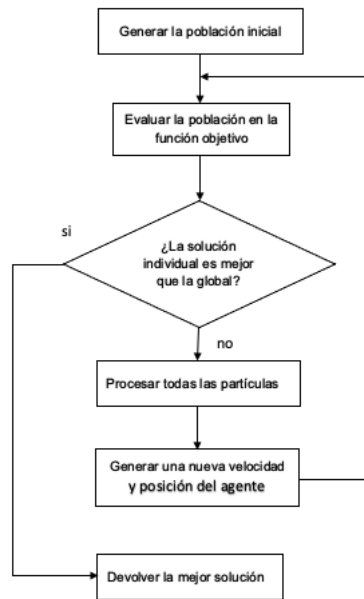 Generar la población inicial
Evaluar la población en la
función objetivo
si
¿La solución
individual es mejor
que la global?
no
Procesar todas las partículas
Generar una nueva velocidad
y posición del agente
Devolver la mejor solución